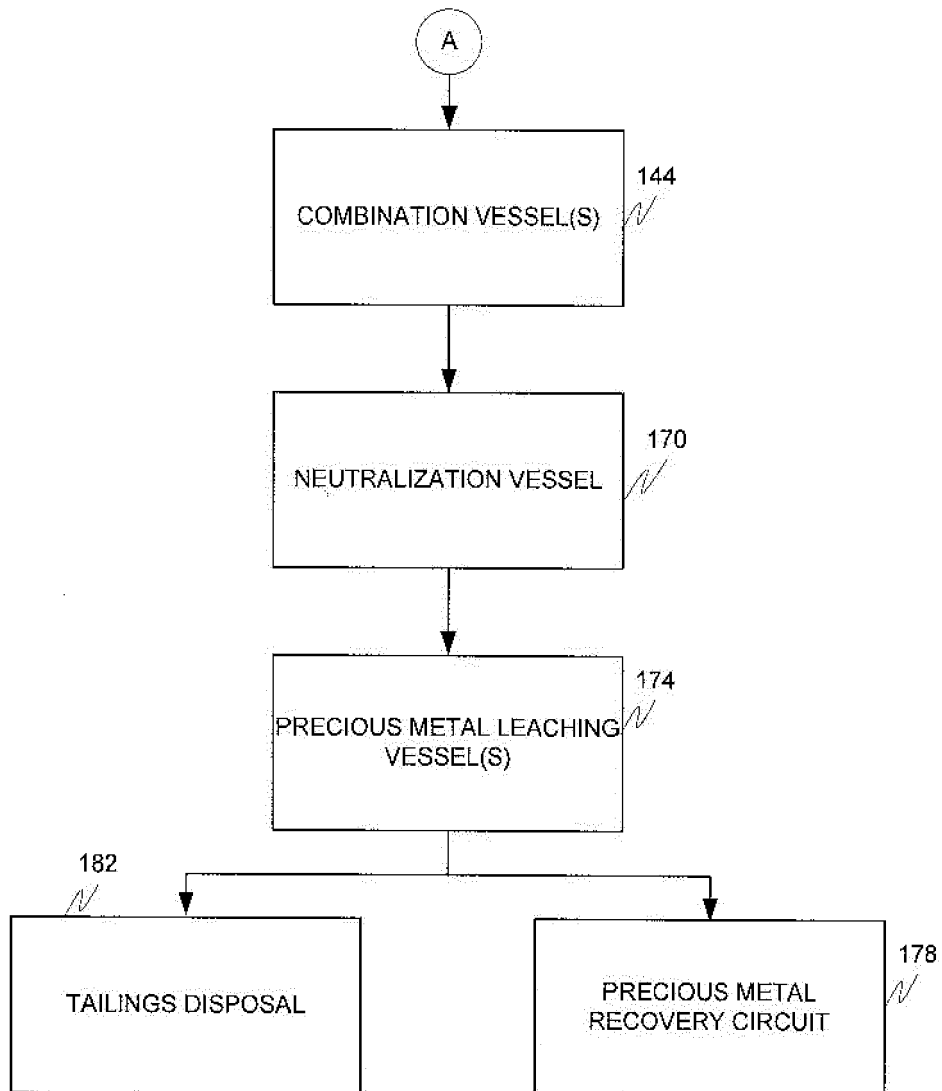 A
144
COMBINATION VESSEL(S)
170
NEUTRALIZATION VESSEL
174
PRECIOUS METAL LEACHING
VESSEL(S)
182
TAILINGS DISPOSAL
178
PRECIOUS METAL
RECOVERY CIRCUIT